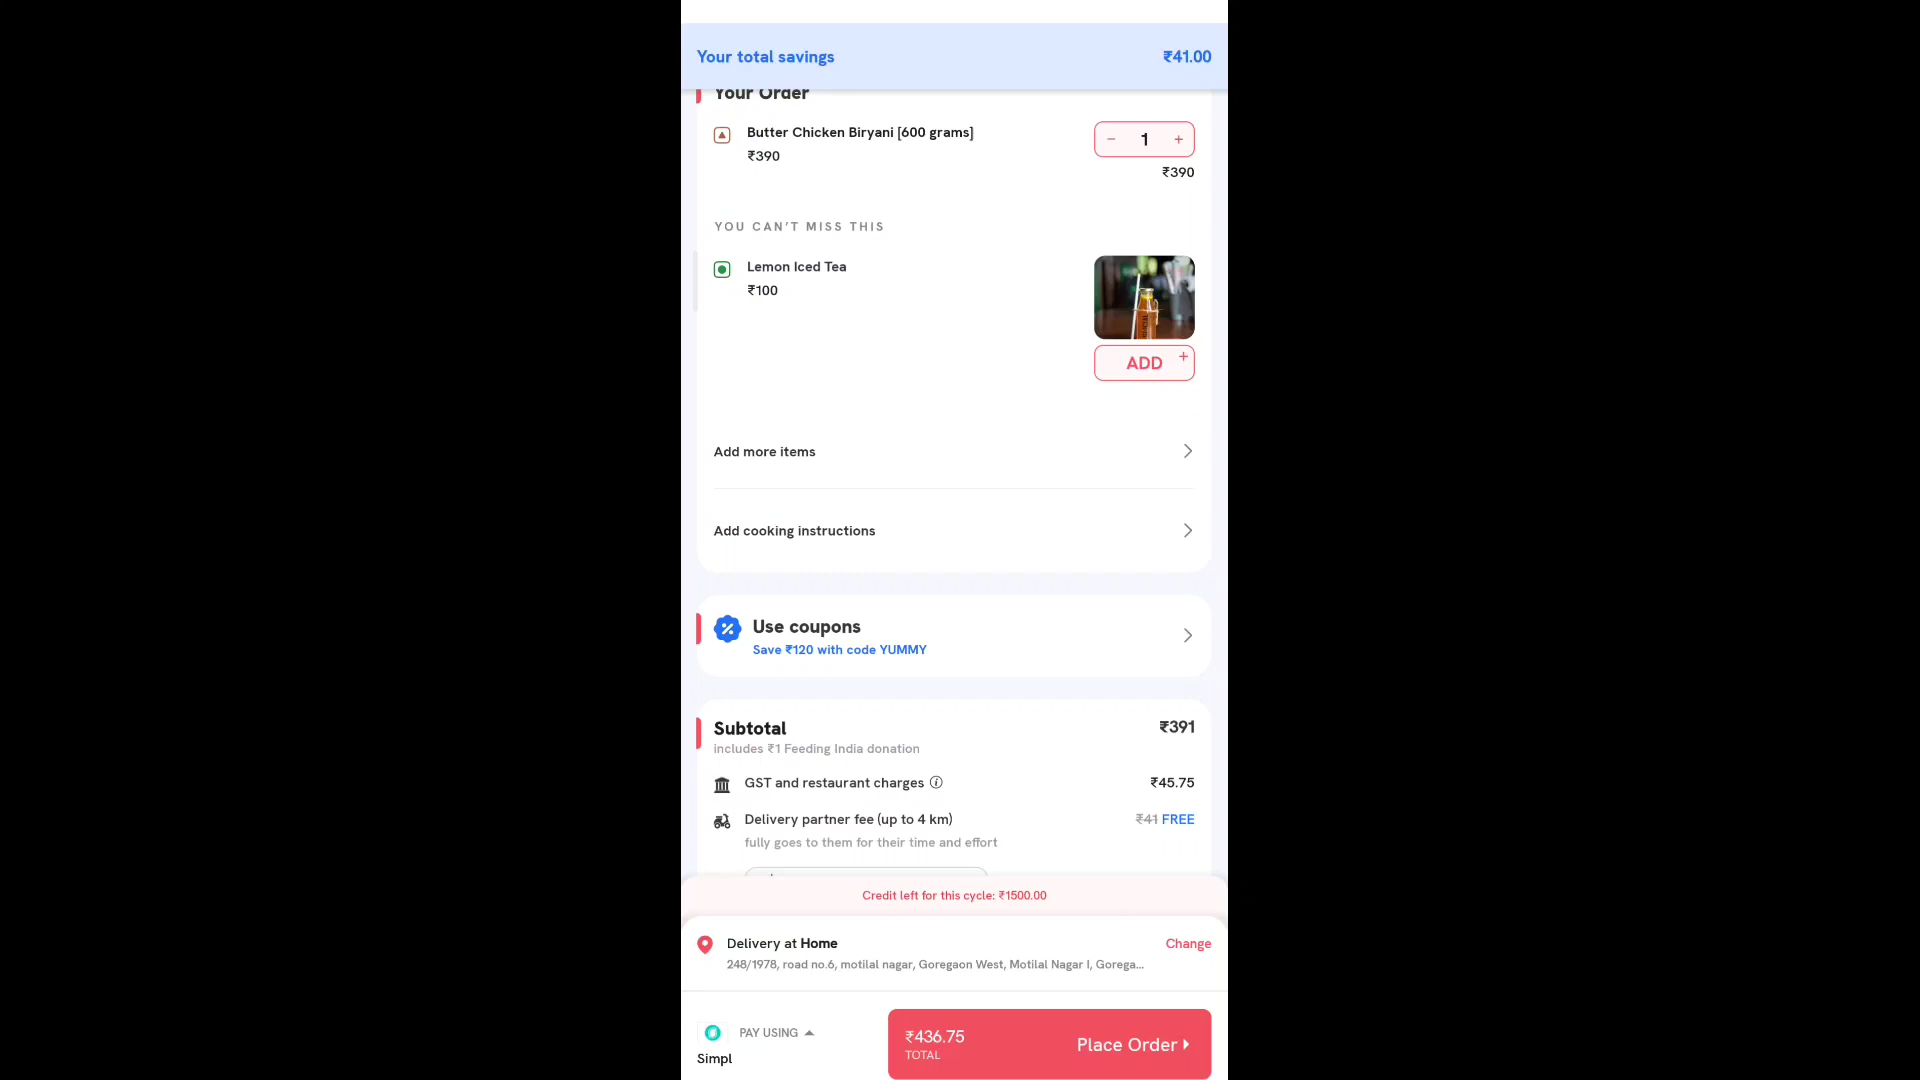 Your total savings ₹41.00
Your Order
Butter Chicken Biryani [600 grams]
₹390
− 1 +
₹390
YOU CAN'T MISS THIS
Lemon Iced Tea
₹100
ADD +
Add more items
Add cooking instructions
Use coupons
Save ₹120 with code YUMMY
Subtotal ₹391
includes ₹1 Feeding India donation
GST and restaurant charges ₹45.75
Delivery partner fee (up to 4 km) ₹41 FREE
fully goes to them for their time and effort
Credit left for this cycle: ₹1500.00
Delivery at Home Change
248/1978, road no.6, motilal nagar, Goregaon West, Motilal Nagar I, Gorega...
PAY USING
Simpl
₹436.75
TOTAL
Place Order